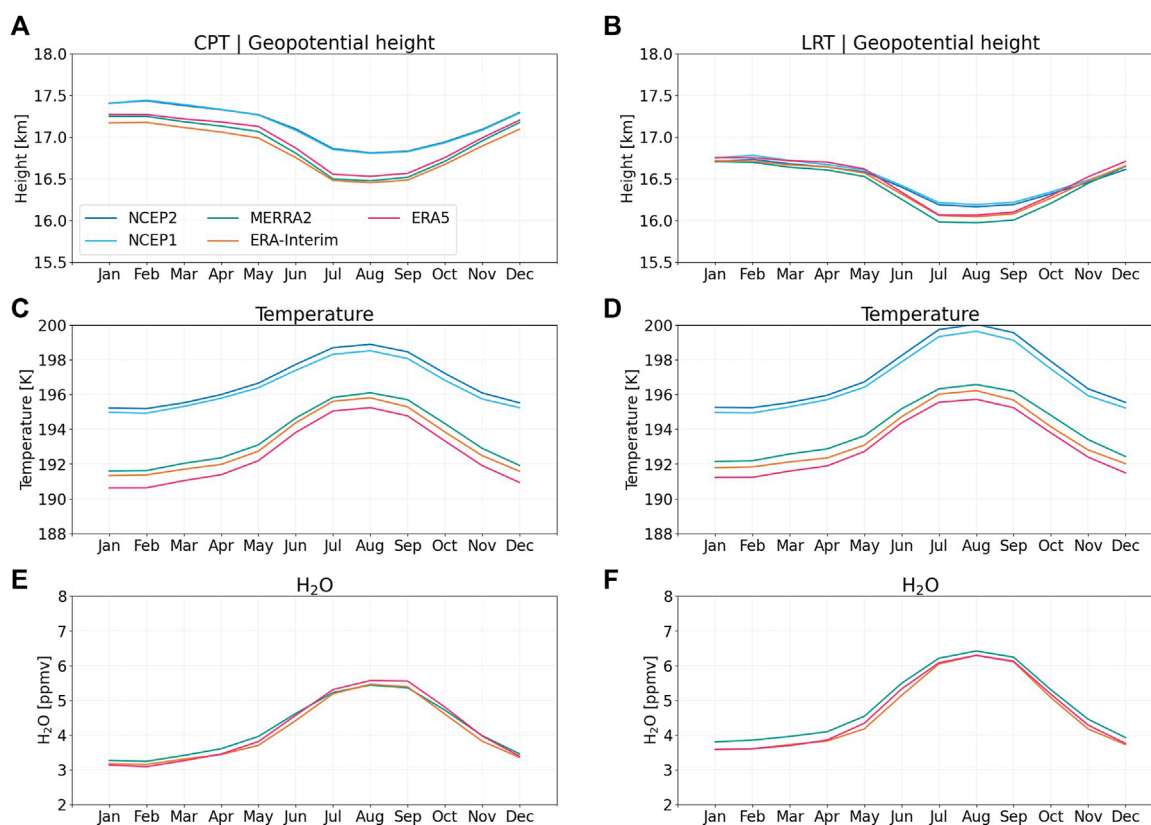 A
CPT | Geopotential height
18.0
17.5
17.0
16.5
16.0
15.5
Height [km]
NCEP2
MERRA2
ERA5
NCEP1
ERA-Interim
Jan Feb Mar Apr May Jun Jul Aug Sep Oct Nov Dec
B
LRT | Geopotential height
18.0
17.5
17.0
16.5
16.0
15.5
Height [km]
Jan Feb Mar Apr May Jun Jul Aug Sep Oct Nov Dec
C
Temperature
200
198
196
194
192
190
188
Temperature [K]
Jan Feb Mar Apr May Jun Jul Aug Sep Oct Nov Dec
D
Temperature
200
198
196
194
192
190
188
Temperature [K]
Jan Feb Mar Apr May Jun Jul Aug Sep Oct Nov Dec
E
H₂O
8
7
6
5
4
3
2
H₂O [ppmv]
Jan Feb Mar Apr May Jun Jul Aug Sep Oct Nov Dec
F
H₂O
8
7
6
5
4
3
2
H₂O [ppmv]
Jan Feb Mar Apr May Jun Jul Aug Sep Oct Nov Dec